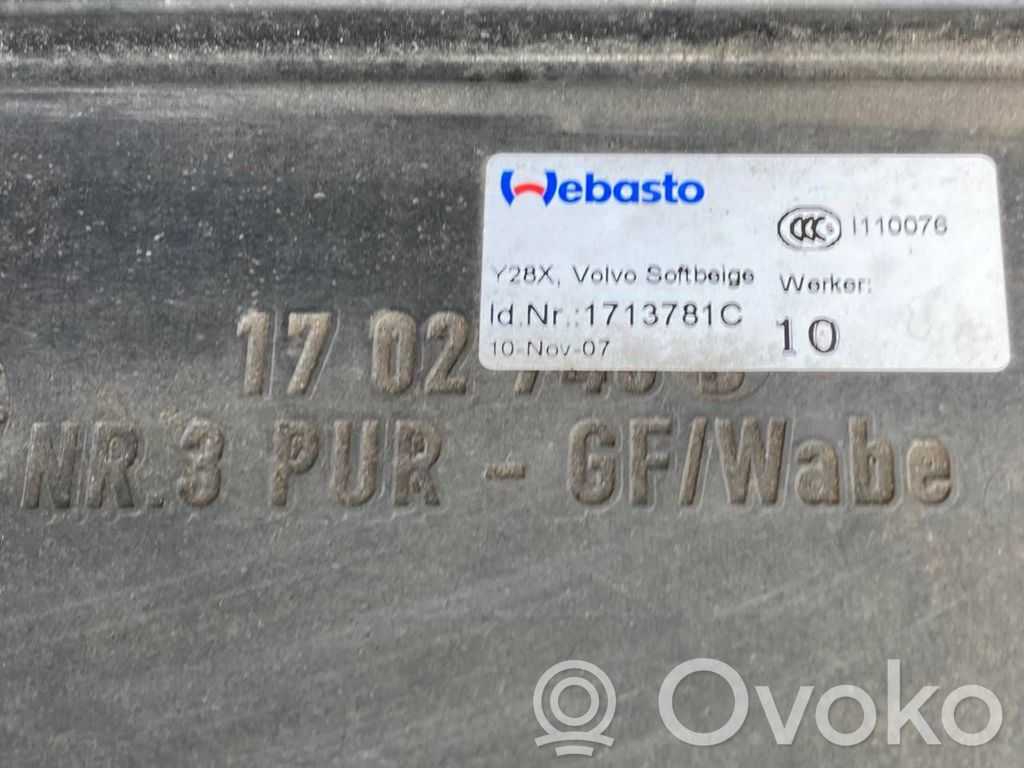 Webasto
CCC I110076
Y28X, Volvo Softbeige Werker:
Id.Nr.:1713781C 10
10-Nov-07
17 02
NR.3 PUR - GF/Wabe
Ovoko